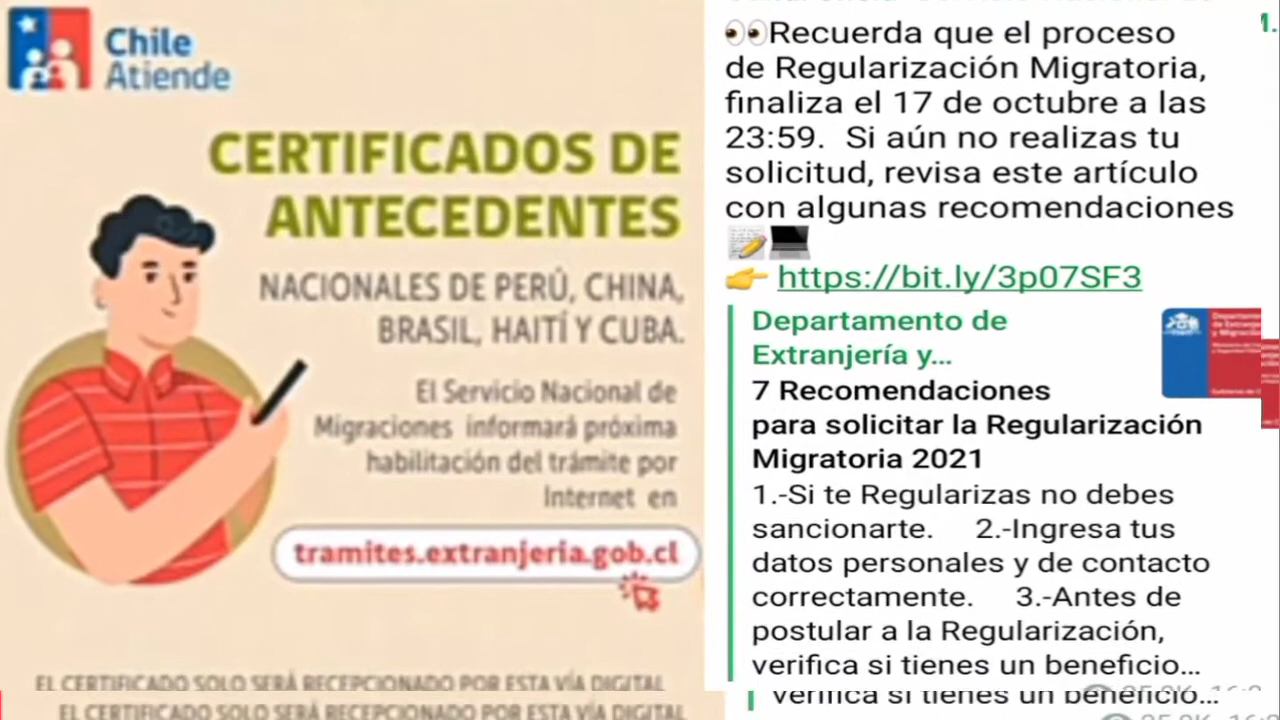 Chile
Atiende
CERTIFICADOS DE
ANTECEDENTES
NACIONALES DE PERÚ, CHINA,
BRASIL, HAITÍ Y CUBA.
El Servicio Nacional de
Migraciones informará próxima
habilitación del trámite por
Internet en
tramites.extranjeria.gob.cl
EL CERTIFICADO SOLO SERÁ RECEPCIONADO POR ESTA VÍA DIGITAL
EL CERTIFICADO SOLO SERÁ RECEPCIONADO POR ESTA VÍA DIGITAL
👀Recuerda que el proceso
de Regularización Migratoria,
finaliza el 17 de octubre a las
23:59. Si aún no realizas tu
solicitud, revisa este artículo
con algunas recomendaciones
📝💻
👉 https://bit.ly/3p07SF3
Departamento de
Extranjería y...
7 Recomendaciones
para solicitar la Regularización
Migratoria 2021
1.-Si te Regularizas no debes
sancionarte. 2.-Ingresa tus
datos personales y de contacto
correctamente. 3.-Antes de
postular a la Regularización,
verifica si tienes un beneficio...
verifica si tienes un beneficio...